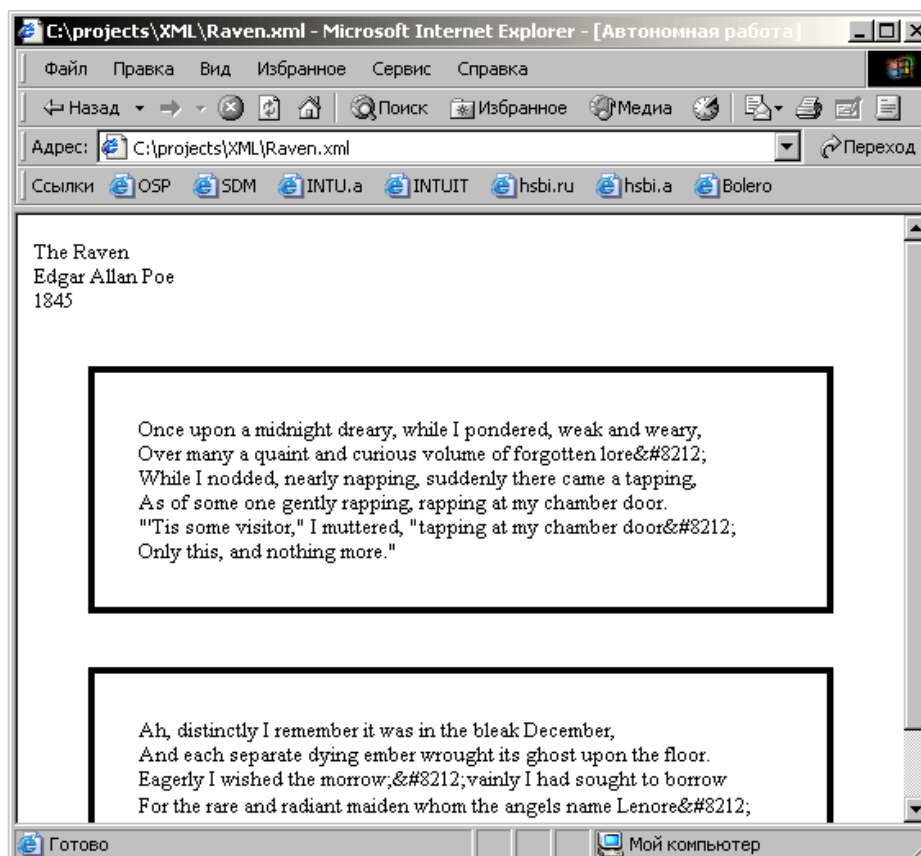 C:\projects\XML\Raven.xml - Microsoft Internet Explorer - [Автономная работа]
Файл Правка Вид Избранное Сервис Справка
Назад Поиск Избранное Медиа
Адрес: C:\projects\XML\Raven.xml Переход
Ссылки OSP SDM INTU.a INTUIT hsbi.ru hsbi.a Bolero
The Raven
Edgar Allan Poe
1845
Once upon a midnight dreary, while I pondered, weak and weary,
Over many a quaint and curious volume of forgotten lore&#8212;
While I nodded, nearly napping, suddenly there came a tapping,
As of some one gently rapping, rapping at my chamber door.
"'Tis some visitor," I muttered, "tapping at my chamber door&#8212;
Only this, and nothing more."
Ah, distinctly I remember it was in the bleak December,
And each separate dying ember wrought its ghost upon the floor.
Eagerly I wished the morrow;&#8212;vainly I had sought to borrow
For the rare and radiant maiden whom the angels name Lenore&#8212;
Готово Мой компьютер